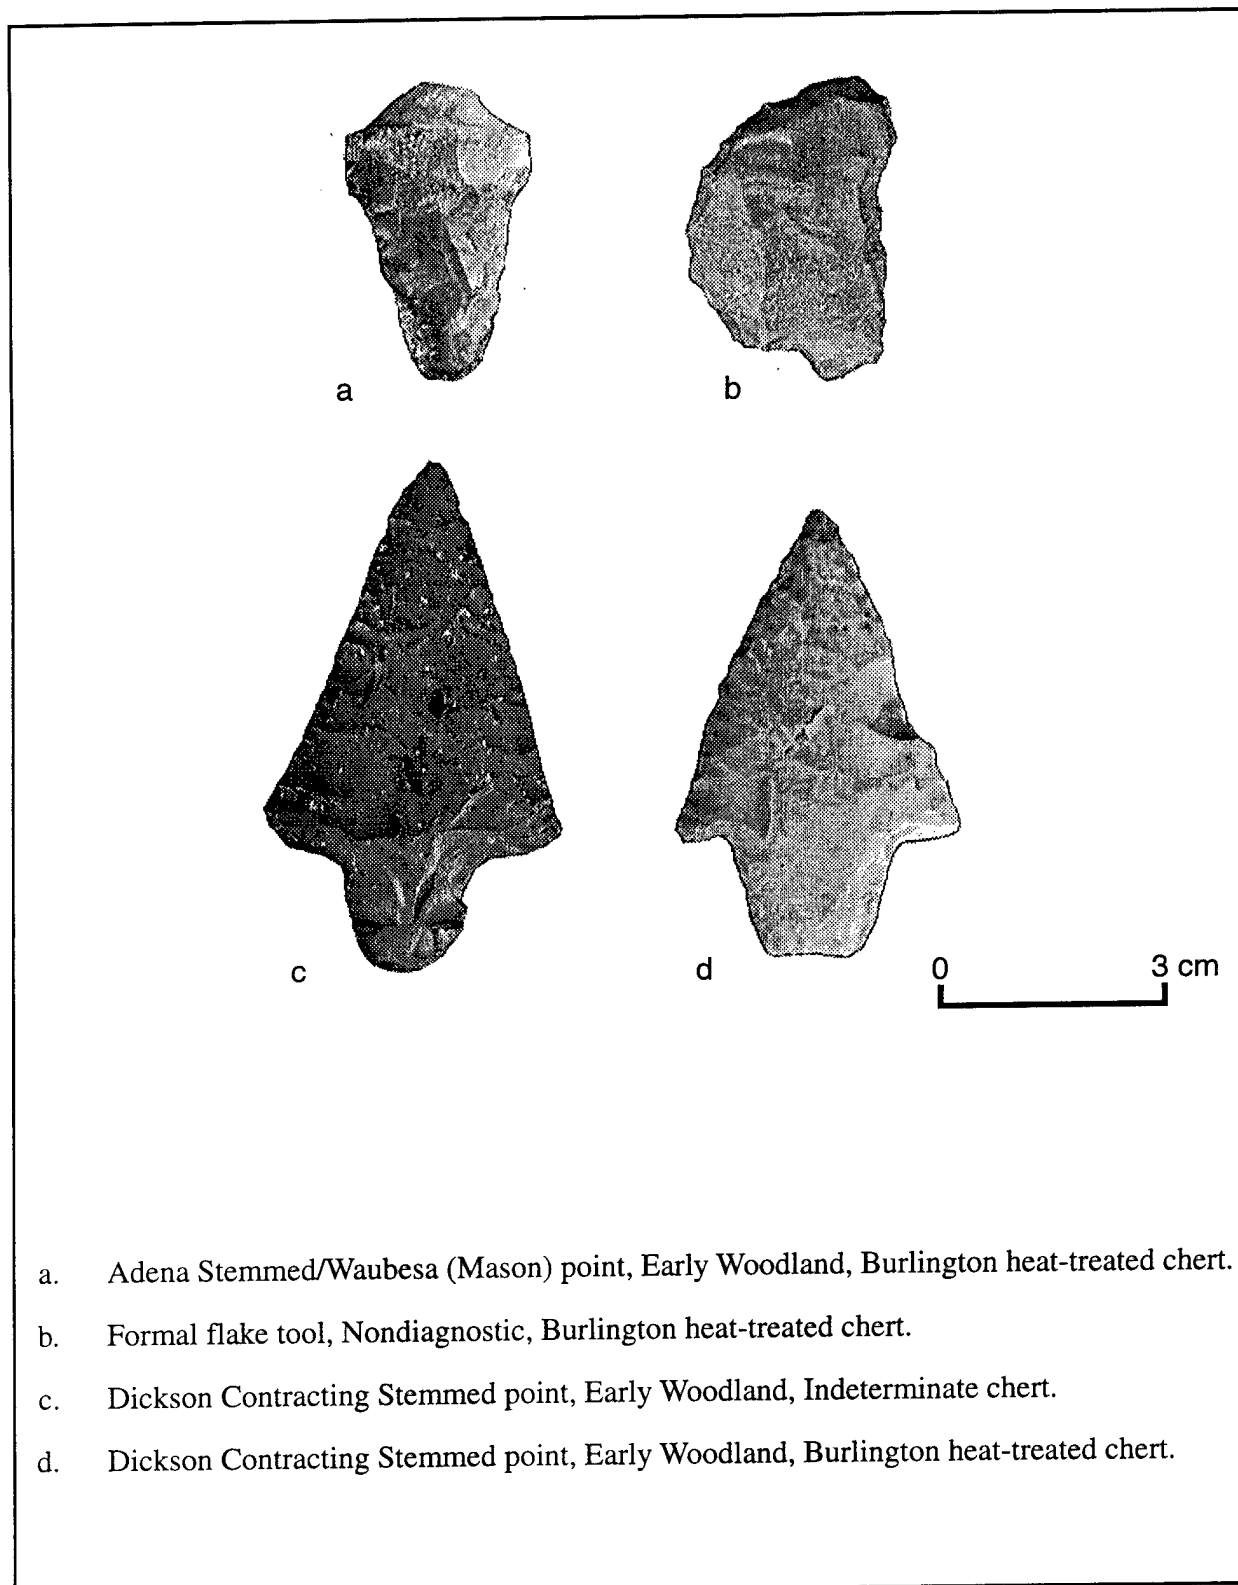 a
b
c
d
0 3 cm
a. Adena Stemmed/Waubesa (Mason) point, Early Woodland, Burlington heat-treated chert.
b. Formal flake tool, Nondiagnostic, Burlington heat-treated chert.
c. Dickson Contracting Stemmed point, Early Woodland, Indeterminate chert.
d. Dickson Contracting Stemmed point, Early Woodland, Burlington heat-treated chert.